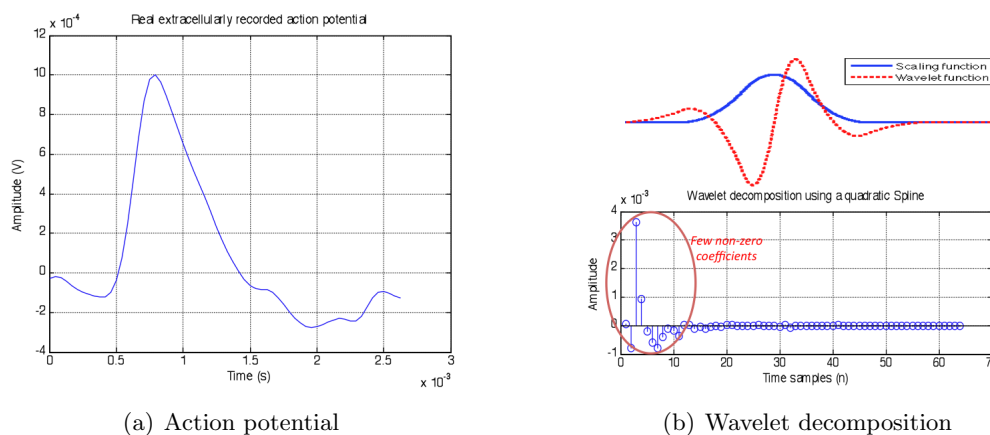 Real extracellularly recorded action potential
x 10⁻⁴
12
10
8
6
4
2
0
-2
-4
Amplitude (V)
0
0.5
1
1.5
2
2.5
3
Time (s)
x 10⁻³
(a) Action potential
Scaling function
Wavelet function
Wavelet decomposition using a quadratic Spline
x 10⁻³
4
3
2
1
0
-1
Amplitude
Few non-zero
coefficients
0
10
20
30
40
50
60
70
Time samples (n)
(b) Wavelet decomposition